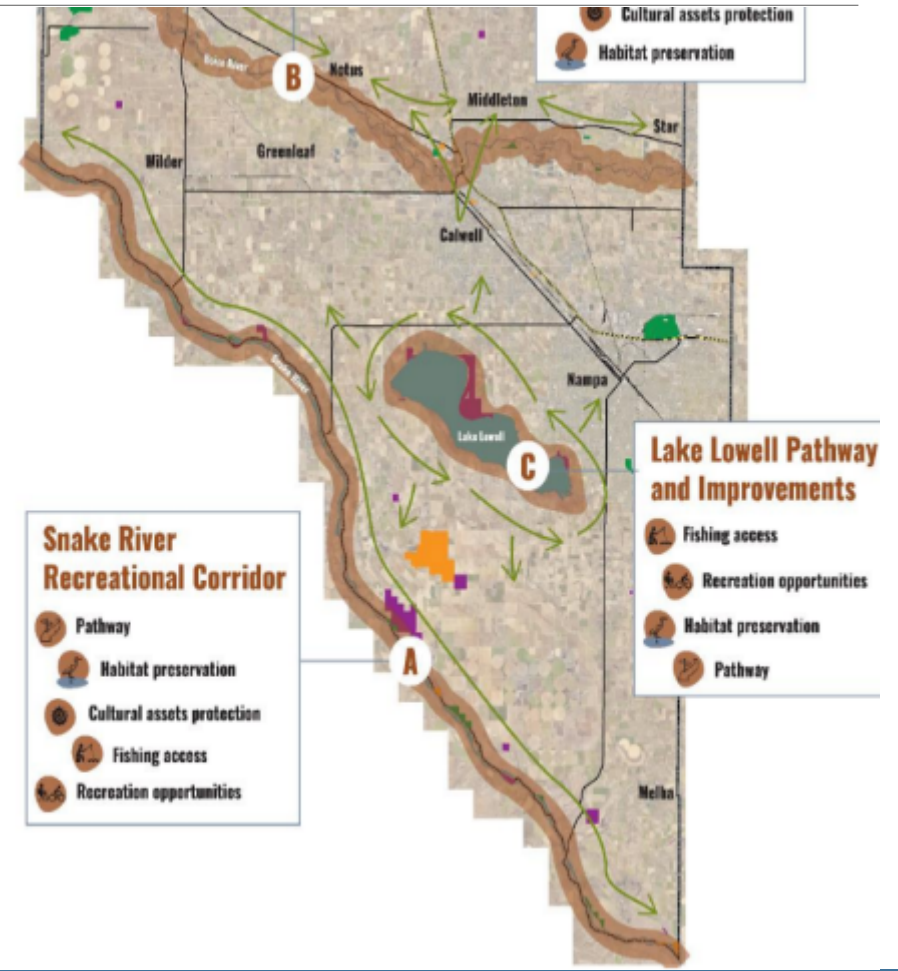 Cultural assets protection
Habitat preservation
Boise River
B
Notus
Middleton
Star
Wilder
Greenleaf
Calwell
Snake River
Nampa
Lake Lowell
C
Lake Lowell Pathway
and Improvements
Fishing access
Recreation opportunities
Habitat preservation
Pathway
Snake River
Recreational Corridor
Pathway
Habitat preservation
Cultural assets protection
Fishing access
Recreation opportunities
A
Melba